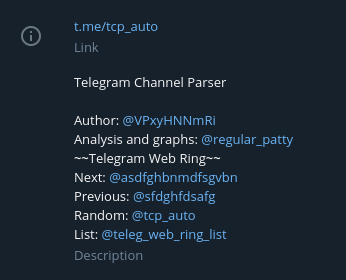 t.me/tcp_auto
Link
Telegram Channel Parser
Author: @VPxyHNNmRi
Analysis and graphs: @regular_patty
~~Telegram Web Ring~~
Next: @asdfghbnmdfsgvbn
Previous: @sfdghfdsafg
Random: @tcp_auto
List: @teleg_web_ring_list
Description